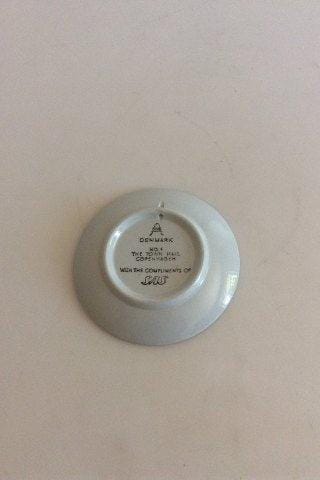 DENMARK
NO. 4
THE TOWN HALL
COPENHAGEN
WITH THE COMPLIMENTS OF
SAS